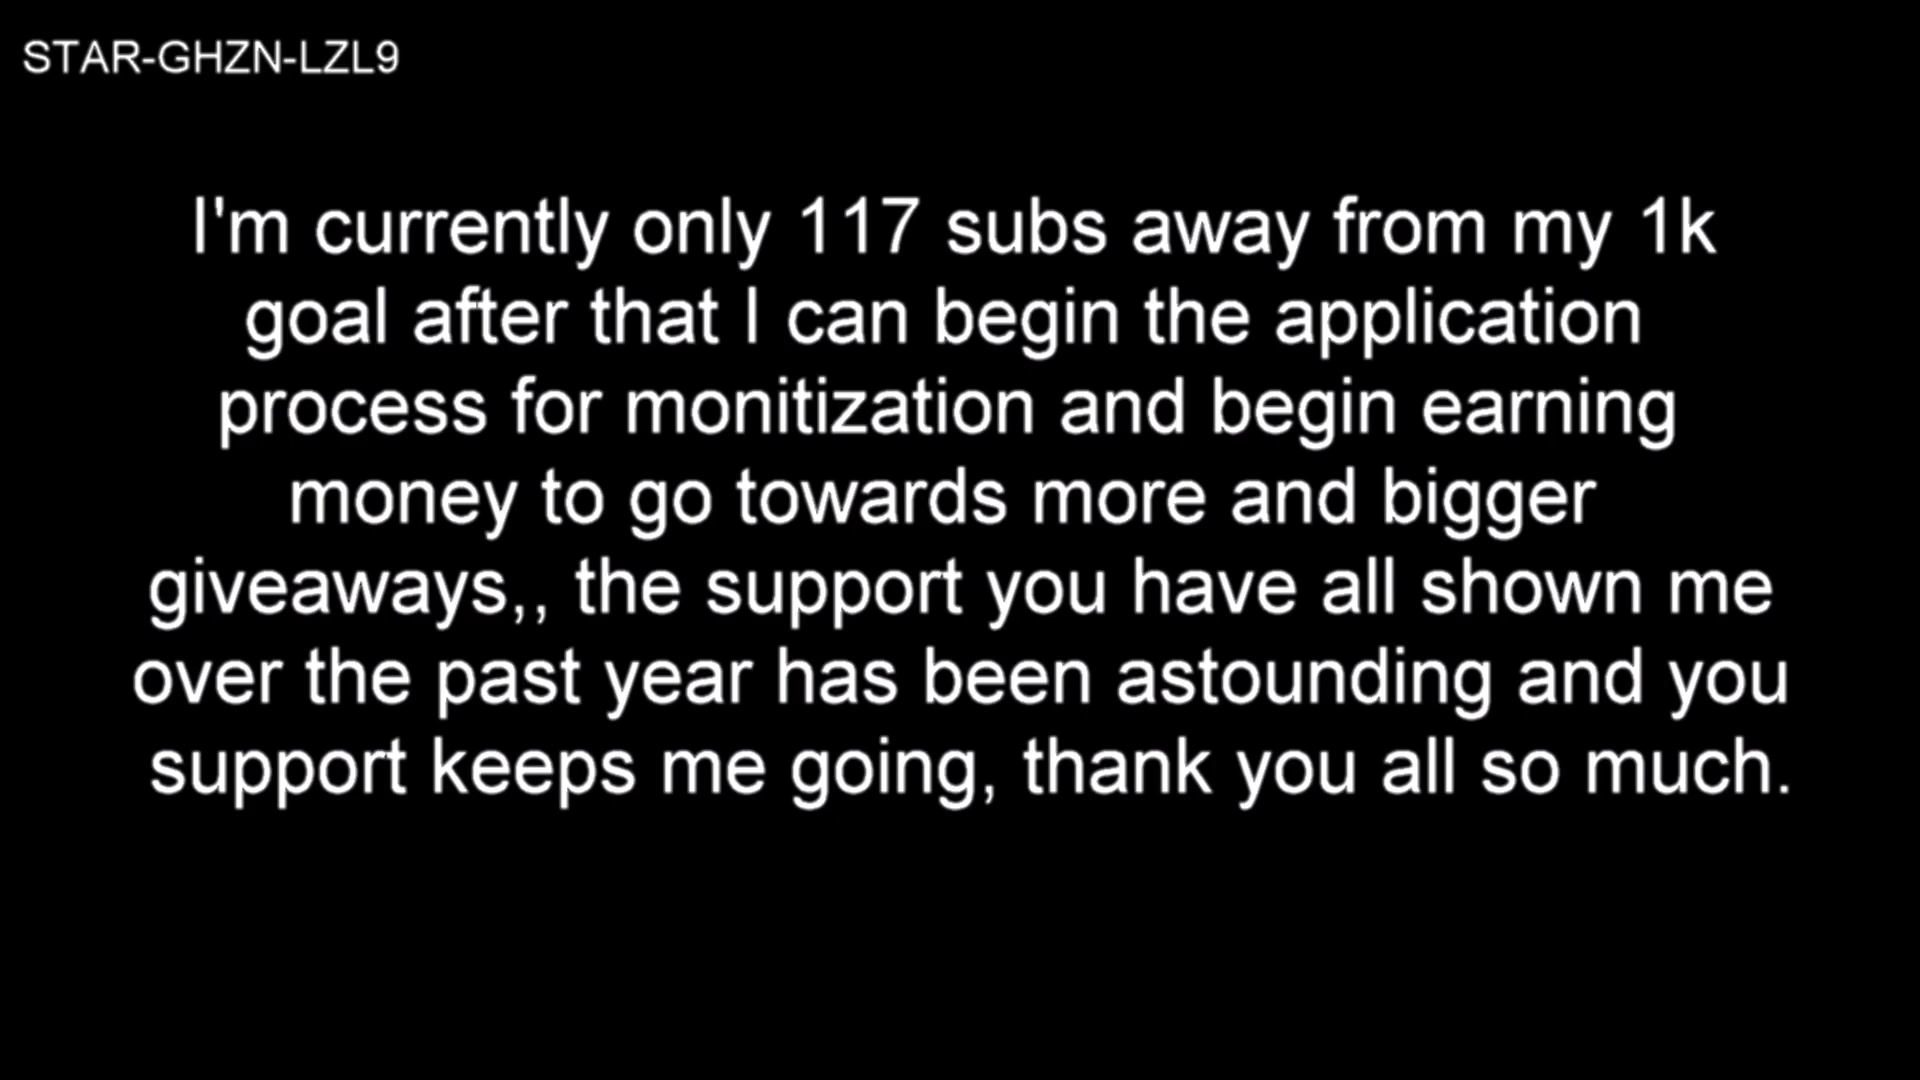 STAR-GHZN-LZL9
I'm currently only 117 subs away from my 1k
goal after that I can begin the application
process for monitization and begin earning
money to go towards more and bigger
giveaways,, the support you have all shown me
over the past year has been astounding and you
support keeps me going, thank you all so much.